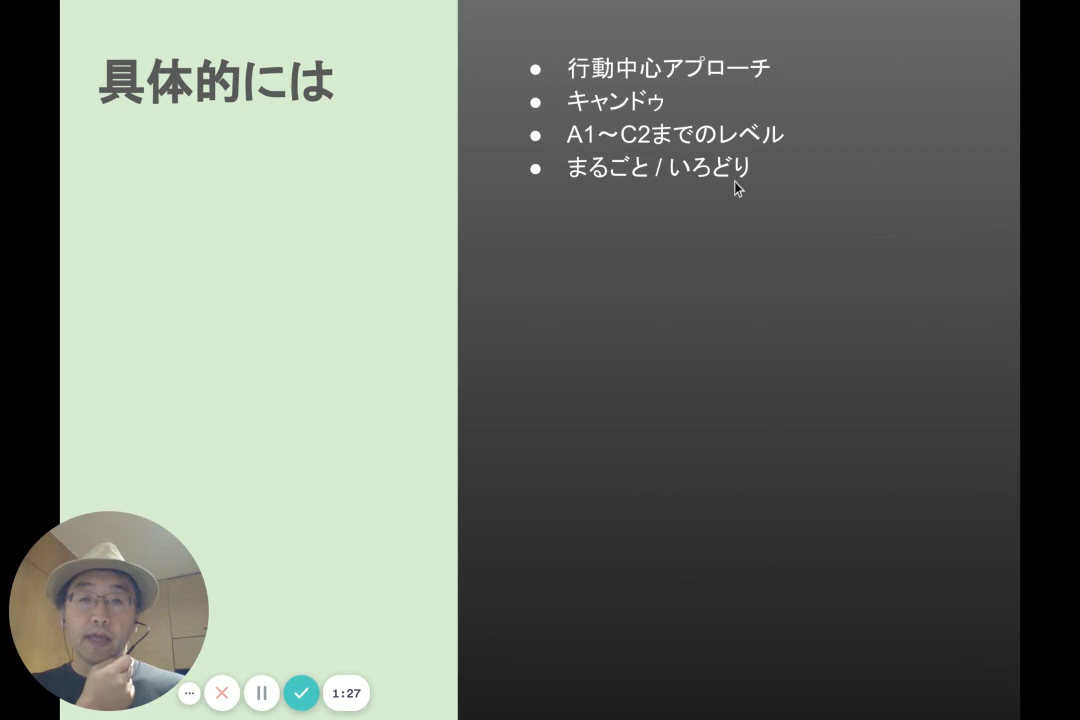 具体的には
● 行動中心アプローチ
● キャンドゥ
● A1～C2までのレベル
● まるごと / いろどり
1:27